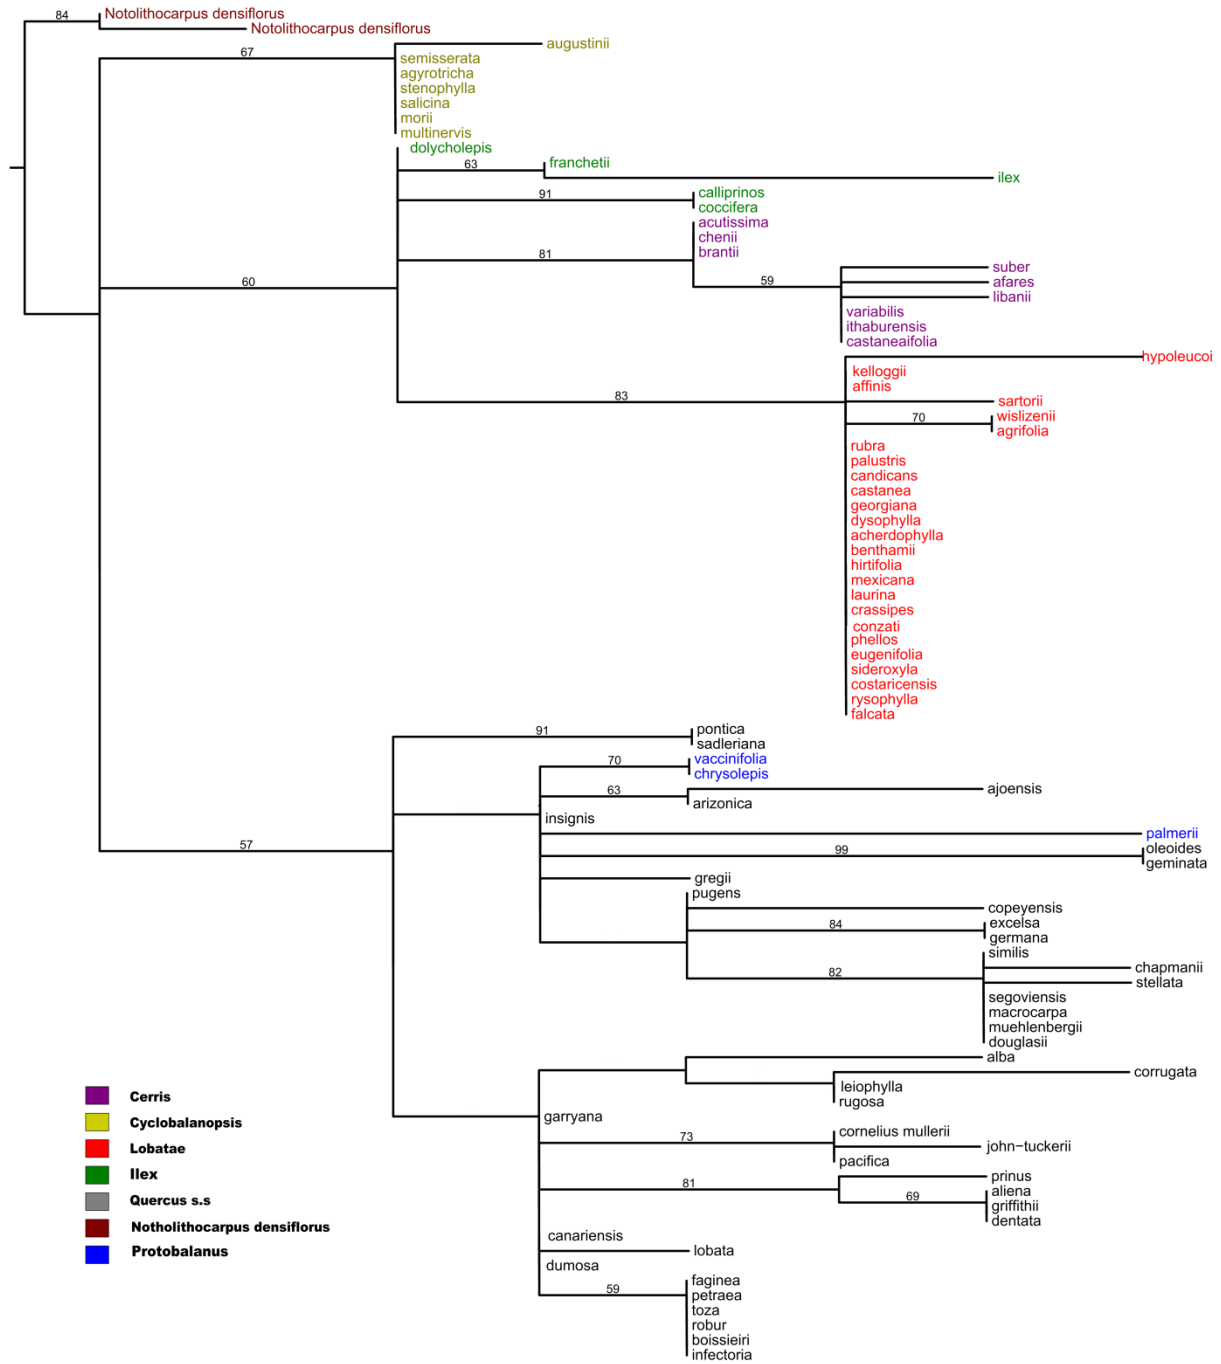 84
Notolithocarpus densiflorus
Notolithocarpus densiflorus
67
augustinii
semisserata
agyrotricha
stenophylla
salicina
morii
multinervis
dolycholepis
63
franchetii
ilex
91
calliprinos
coccifera
acutissima
chenii
brantii
81
suber
59
afares
libanii
60
variabilis
ithaburensis
castaneaifolia
hypoleucoi
kelloggii
affinis
83
sartorii
wislizenii
70
agrifolia
rubra
palustris
candicans
castanea
georgiana
dysophylla
acherdophylla
benthamii
hirtifolia
mexicana
laurina
crassipes
conzati
phellos
eugenifolia
sideroxyla
costaricensis
rysophylla
falcata
91
pontica
sadleriana
70
vaccinifolia
chrysolepis
63
ajoensis
arizonica
insignis
palmerii
57
99
oleoides
geminata
gregii
pugens
copeyensis
84
excelsa
germana
similis
82
chapmanii
stellata
segoviensis
macrocarpa
muehlenbergii
douglasii
alba
corrugata
leiophylla
rugosa
garryana
73
cornelius mullerii
john−tuckerii
pacifica
81
prinus
69
aliena
griffithii
dentata
canariensis
lobata
dumosa
59
faginea
petraea
toza
robur
boissieiri
infectoria
Cerris
Cyclobalanopsis
Lobatae
Ilex
Quercus s.s
Notholithocarpus densiflorus
Protobalanus